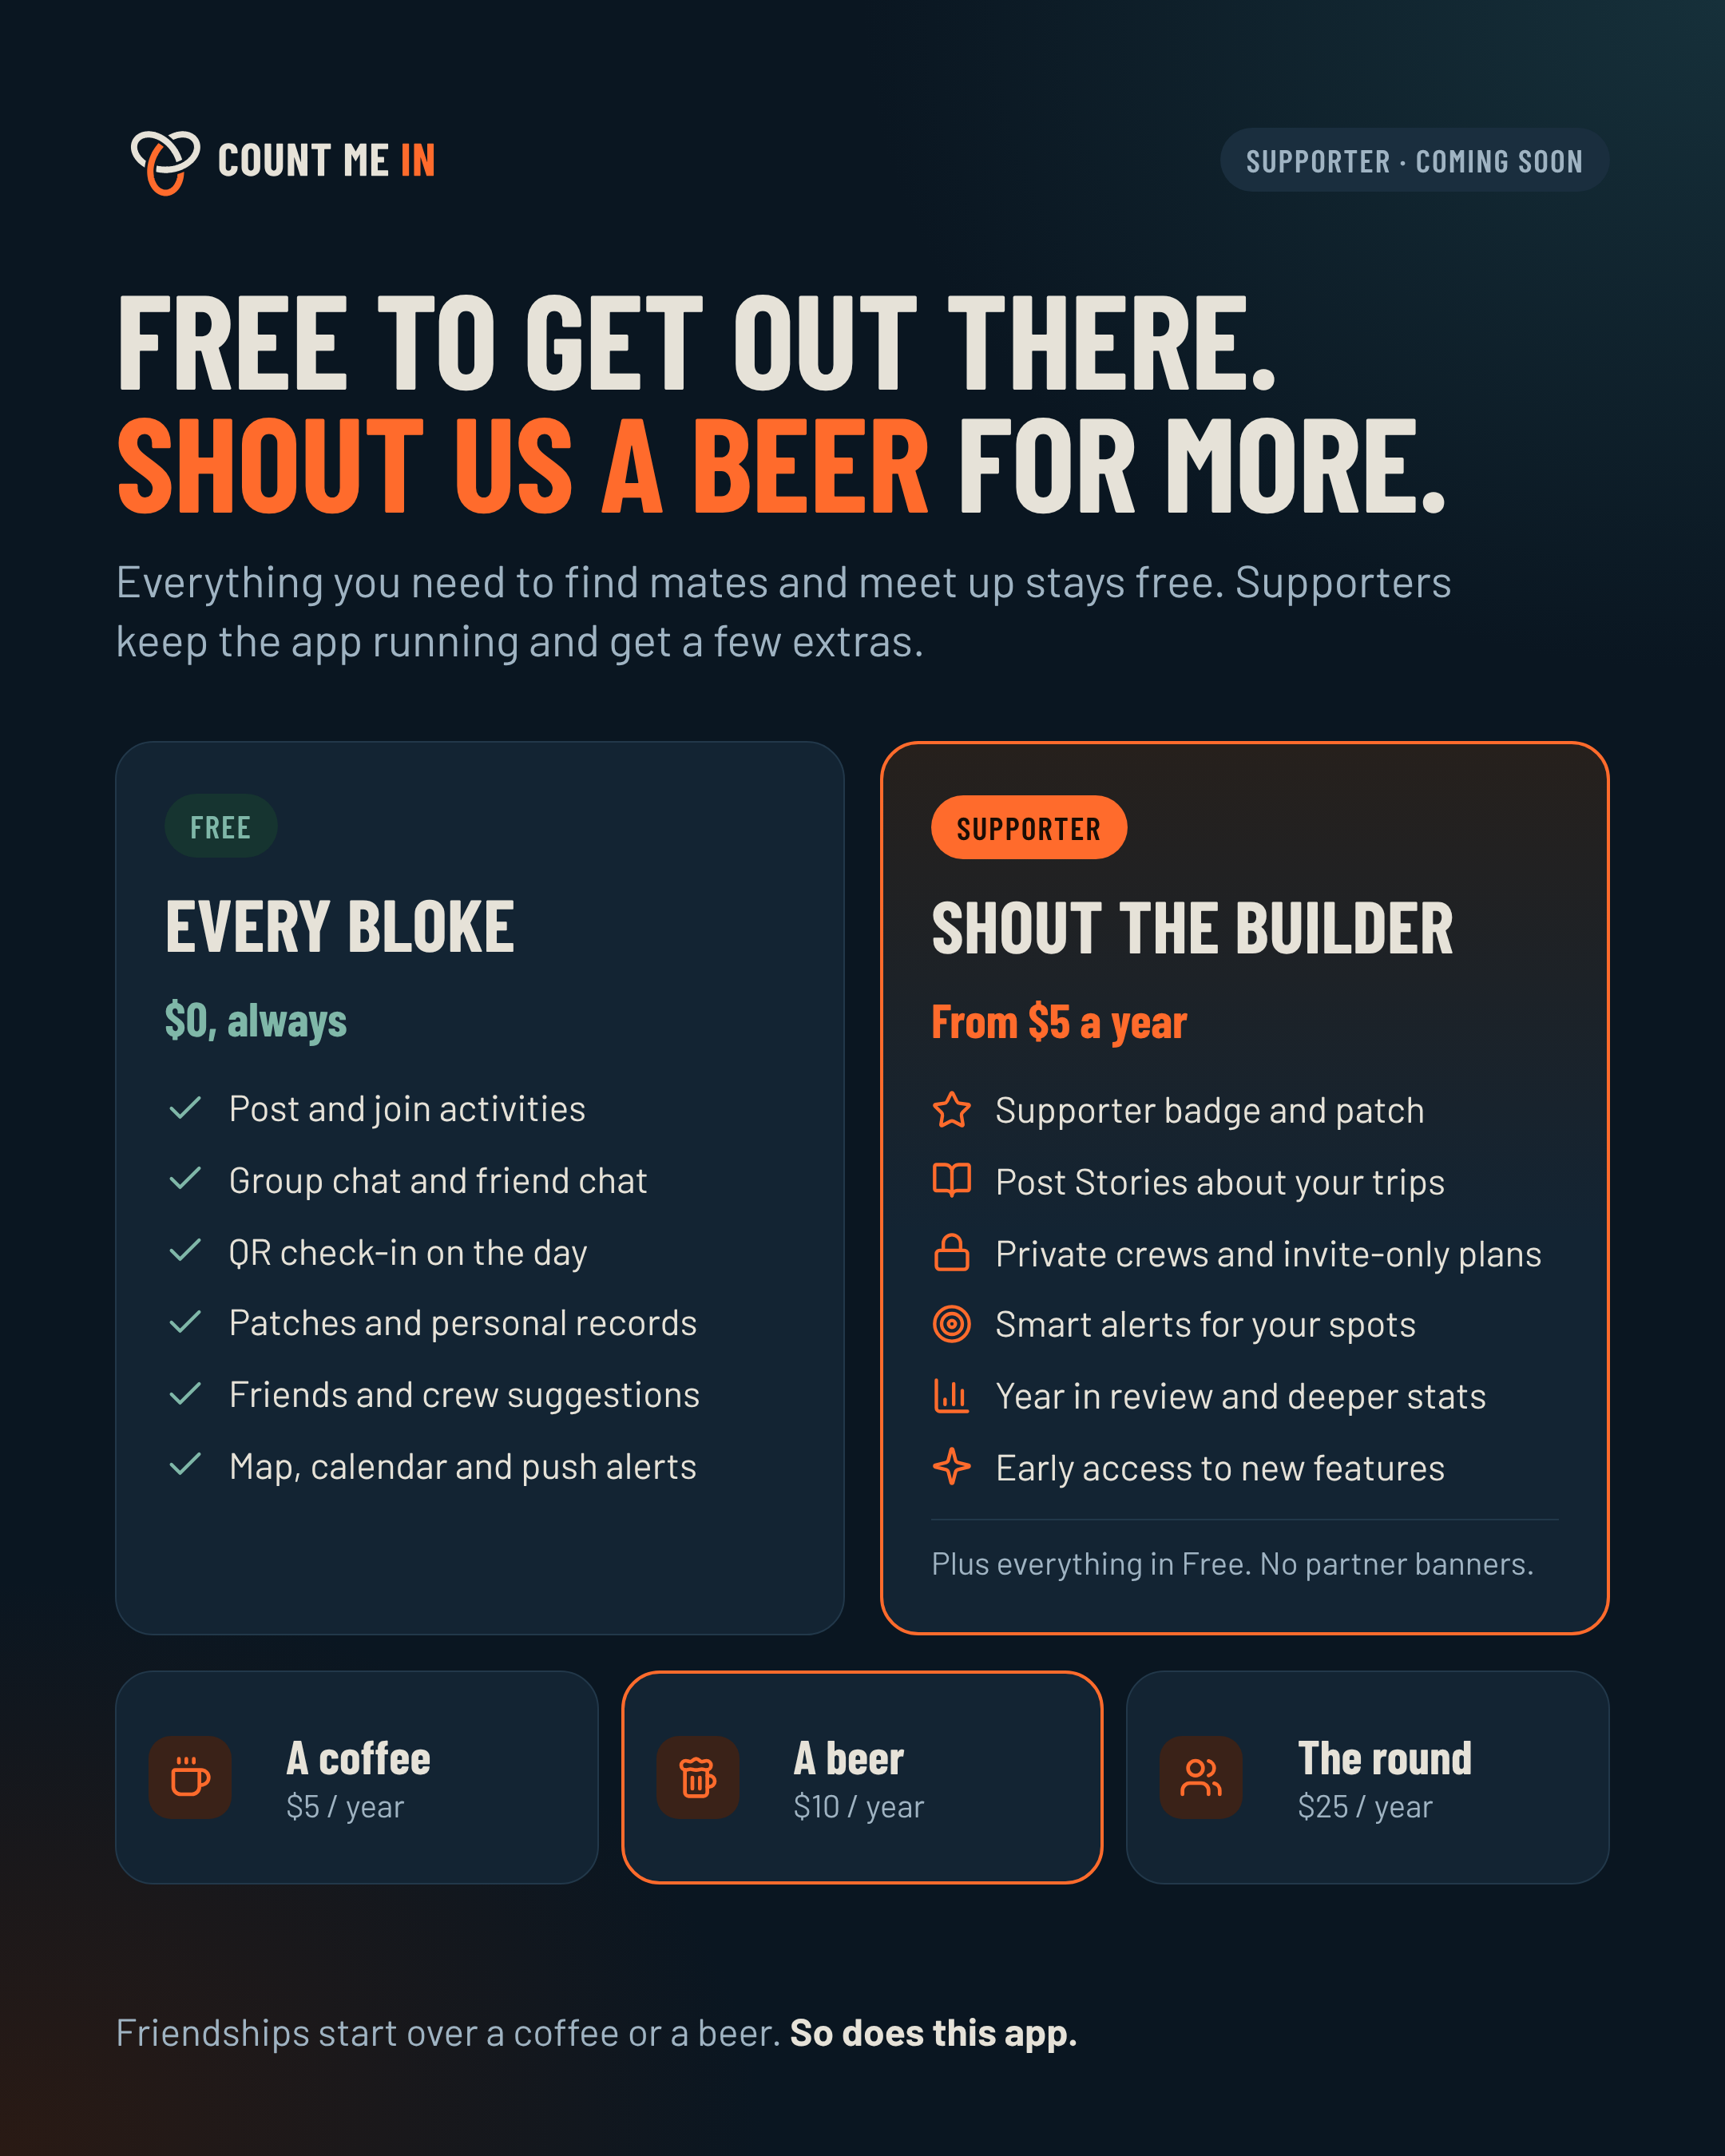 COUNT ME IN
SUPPORTER · COMING SOON
FREE TO GET OUT THERE.
SHOUT US A BEER FOR MORE.
Everything you need to find mates and meet up stays free. Supporters
keep the app running and get a few extras.
FREE
EVERY BLOKE
$0, always
Post and join activities
Group chat and friend chat
QR check-in on the day
Patches and personal records
Friends and crew suggestions
Map, calendar and push alerts
SUPPORTER
SHOUT THE BUILDER
From $5 a year
Supporter badge and patch
Post Stories about your trips
Private crews and invite-only plans
Smart alerts for your spots
Year in review and deeper stats
Early access to new features
Plus everything in Free. No partner banners.
A coffee
$5 / year
A beer
$10 / year
The round
$25 / year
Friendships start over a coffee or a beer. So does this app.